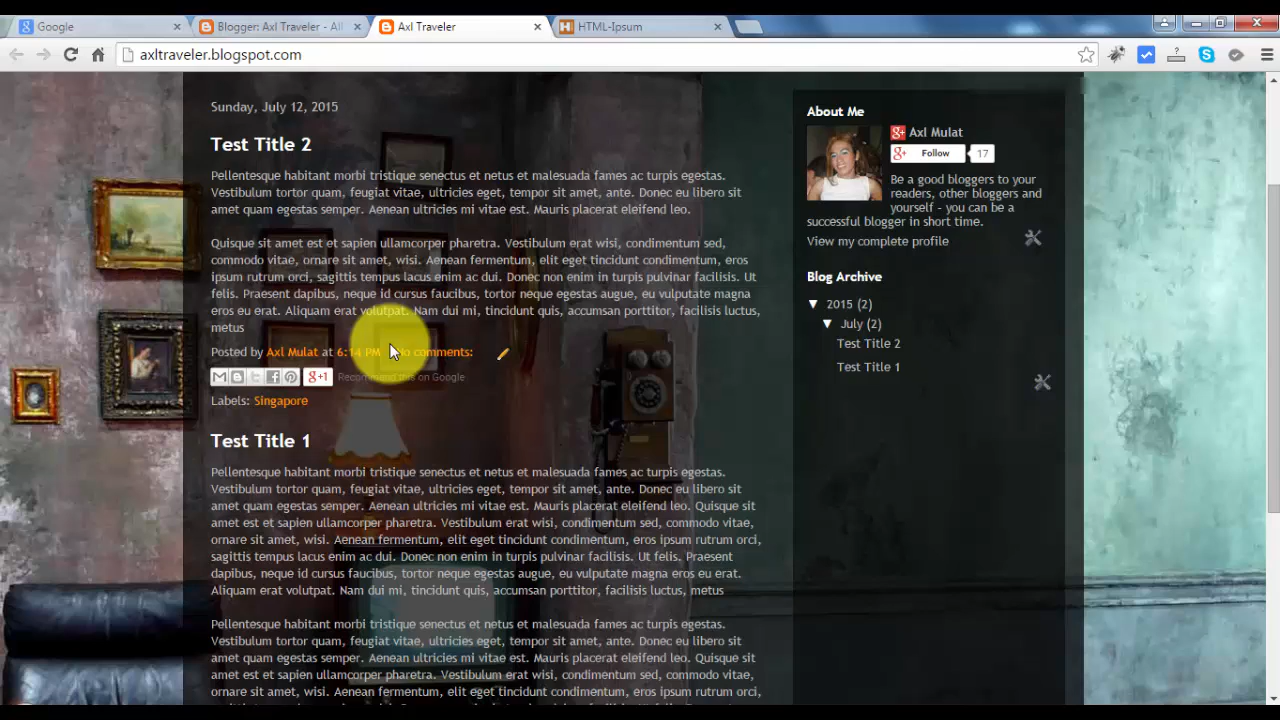 Google
Blogger: Axl Traveler - All
Axl Traveler
HTML-Ipsum
axltraveler.blogspot.com
Sunday, July 12, 2015
Test Title 2
Pellentesque habitant morbi tristique senectus et netus et malesuada fames ac turpis egestas.
Vestibulum tortor quam, feugiat vitae, ultricies eget, tempor sit amet, ante. Donec eu libero sit
amet quam egestas semper. Aenean ultricies mi vitae est. Mauris placerat eleifend leo.
Quisque sit amet est et sapien ullamcorper pharetra. Vestibulum erat wisi, condimentum sed,
commodo vitae, ornare sit amet, wisi. Aenean fermentum, elit eget tincidunt condimentum, eros
ipsum rutrum orci, sagittis tempus lacus enim ac dui. Donec non enim in turpis pulvinar facilisis. Ut
felis. Praesent dapibus, neque id cursus faucibus, tortor neque egestas augue, eu vulputate magna
eros eu erat. Aliquam erat volutpat. Nam dui mi, tincidunt quis, accumsan porttitor, facilisis luctus,
metus
Posted by Axl Mulat at 6:14 PM comments:
g+1 Recommend this on Google
Labels: Singapore
Test Title 1
Pellentesque habitant morbi tristique senectus et netus et malesuada fames ac turpis egestas.
Vestibulum tortor quam, feugiat vitae, ultricies eget, tempor sit amet, ante. Donec eu libero sit
amet quam egestas semper. Aenean ultricies mi vitae est. Mauris placerat eleifend leo. Quisque sit
amet est et sapien ullamcorper pharetra. Vestibulum erat wisi, condimentum sed, commodo vitae,
ornare sit amet, wisi. Aenean fermentum, elit eget tincidunt condimentum, eros ipsum rutrum orci,
sagittis tempus lacus enim ac dui. Donec non enim in turpis pulvinar facilisis. Ut felis. Praesent
dapibus, neque id cursus faucibus, tortor neque egestas augue, eu vulputate magna eros eu erat.
Aliquam erat volutpat. Nam dui mi, tincidunt quis, accumsan porttitor, facilisis luctus, metus
Pellentesque habitant morbi tristique senectus et netus et malesuada fames ac turpis egestas.
Vestibulum tortor quam, feugiat vitae, ultricies eget, tempor sit amet, ante. Donec eu libero sit
amet quam egestas semper. Aenean ultricies mi vitae est. Mauris placerat eleifend leo. Quisque sit
amet est et sapien ullamcorper pharetra. Vestibulum erat wisi, condimentum sed, commodo vitae,
ornare sit amet, wisi. Aenean fermentum, elit eget tincidunt condimentum, eros ipsum rutrum orci,
About Me
g+ Axl Mulat
g+ Follow 17
Be a good bloggers to your
readers, other bloggers and
yourself - you can be a
successful blogger in short time.
View my complete profile
Blog Archive
▼ 2015 (2)
▼ July (2)
Test Title 2
Test Title 1